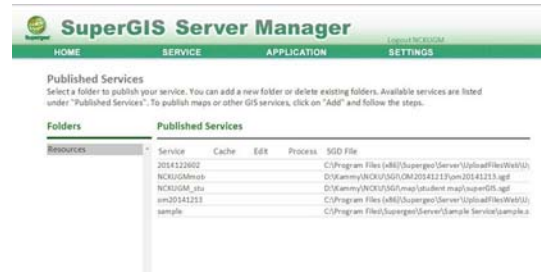 SuperGIS Server Manager
Logout NCKUGM
HOME SERVICE APPLICATION SETTINGS
Published Services
Select a folder to publish your service. You can add a new folder or delete existing folders. Available services are listed
under "Published Services". To publish maps or other GIS services, click on "Add" and follow the steps.
Folders Published Services
Resources
Service Cache Edit Process SGD File
2014122602 C:\Program Files (x86)\Supergeo\Server\UploadFilesWeb\U
NCKUGMmob D:\Kammy\NCKU\SGI\OM20141213\om20141213.sgd
NCKUGM_stu D:\Kammy\NCKU\SGI\map\student map\superGIS.sgd
om20141213 C:\Program Files (x86)\Supergeo\Server\UploadFilesWeb\U
sample C:\Program Files\Supergeo\Server\Sample Service\sample.s